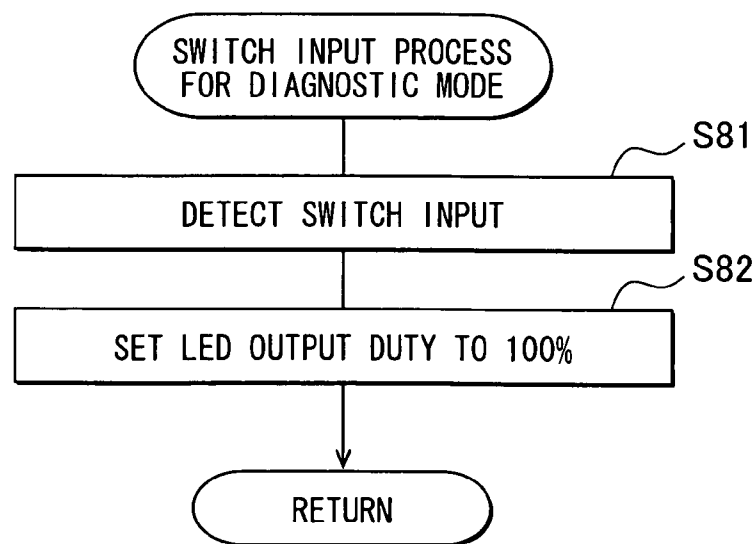 SWITCH INPUT PROCESS
FOR DIAGNOSTIC MODE
S81
DETECT SWITCH INPUT
S82
SET LED OUTPUT DUTY TO 100%
RETURN